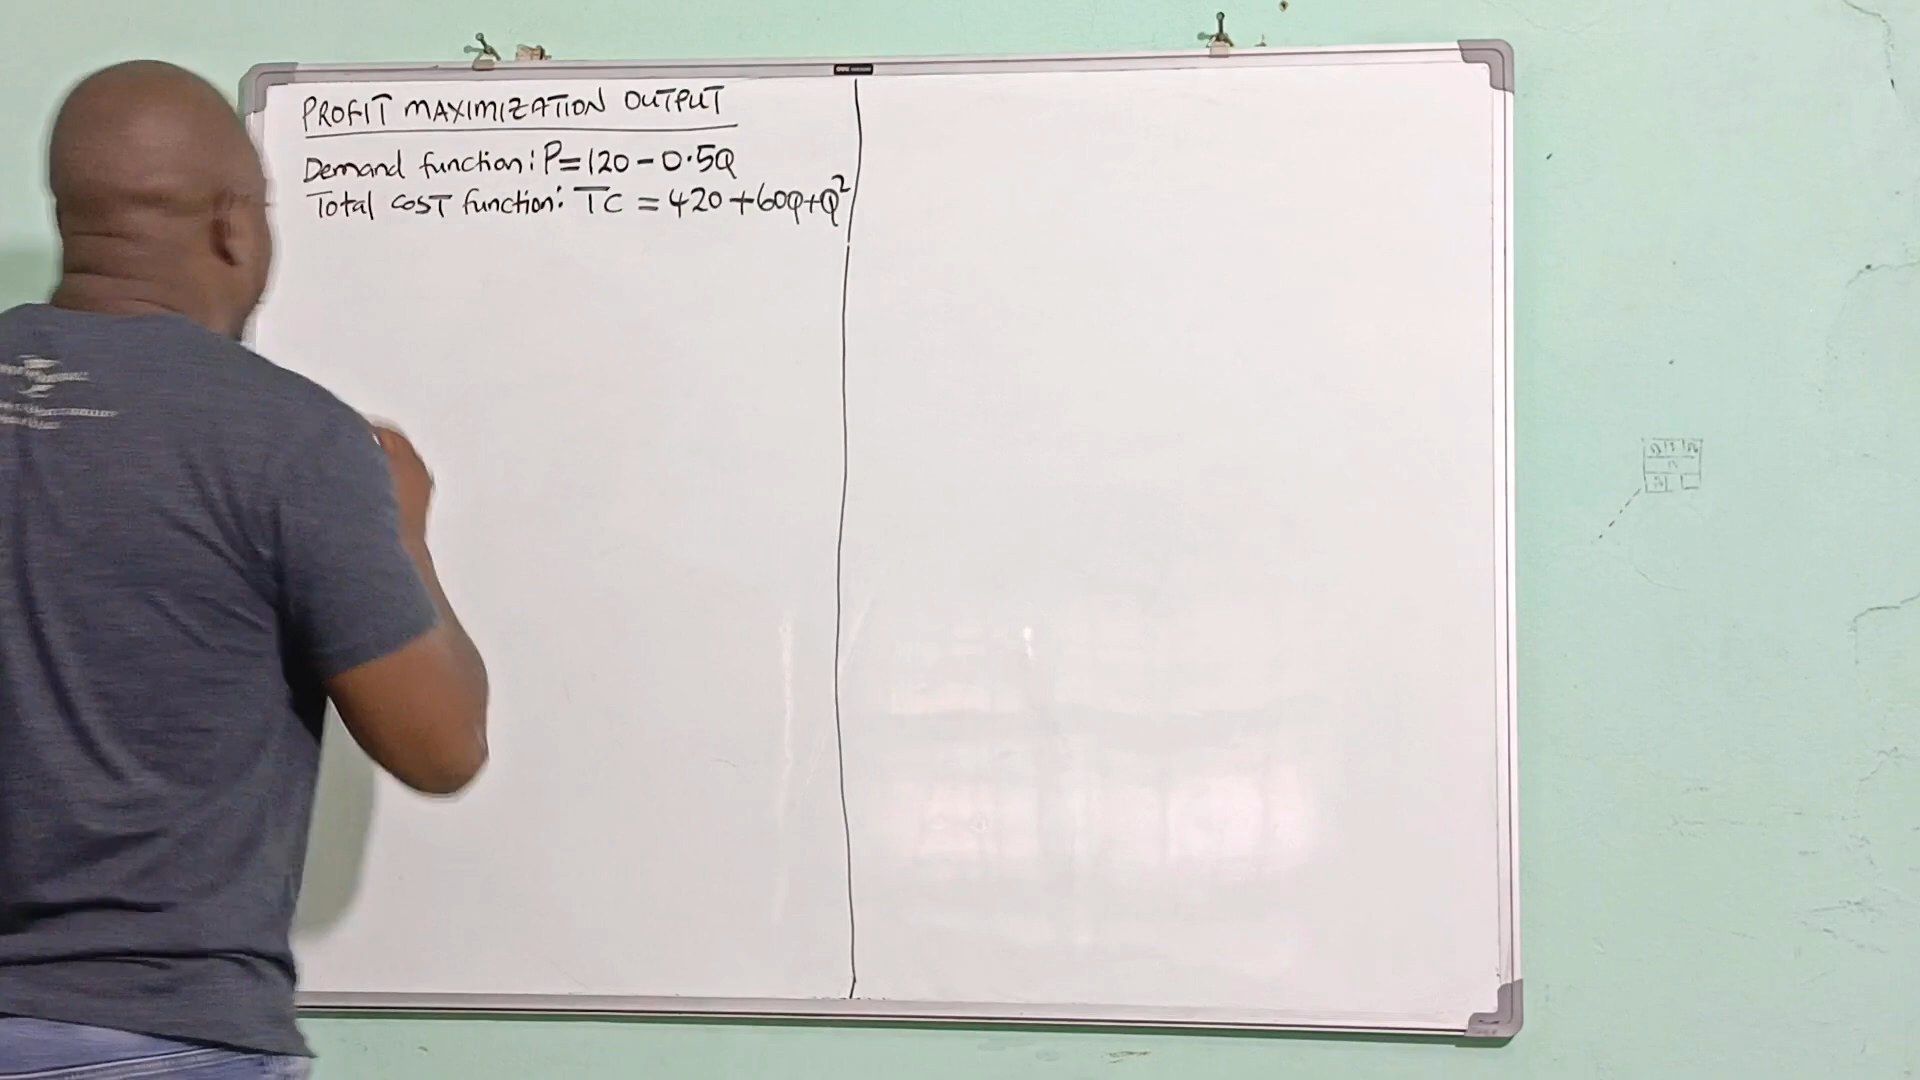 PROFIT MAXIMIZATION OUTPUT
Demand function: P=120-0.5Q
Total cost function: TC = 420+60Q+Q²